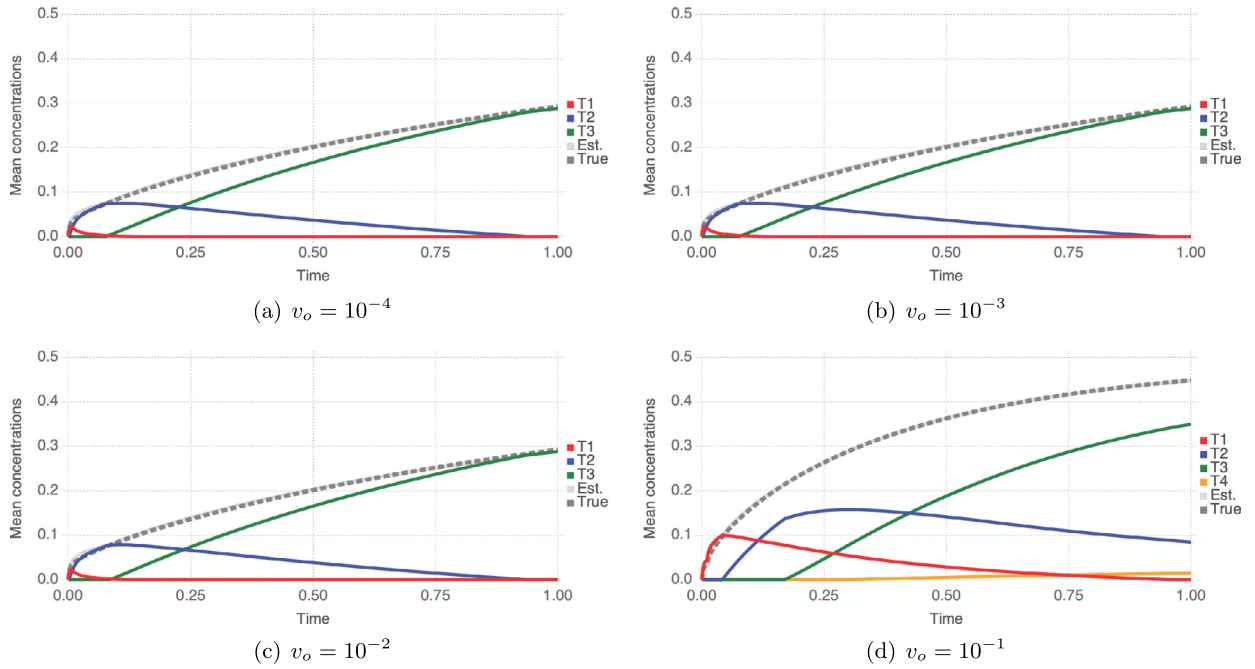 0.5
0.4
0.3
0.2
0.1
0.0
Mean concentrations
0.00 0.25 0.50 0.75 1.00
Time
T1
T2
T3
Est.
True
(a) v_o = 10^{-4}
0.5
0.4
0.3
0.2
0.1
0.0
Mean concentrations
0.00 0.25 0.50 0.75 1.00
Time
T1
T2
T3
Est.
True
(b) v_o = 10^{-3}
0.5
0.4
0.3
0.2
0.1
0.0
Mean concentrations
0.00 0.25 0.50 0.75 1.00
Time
T1
T2
T3
Est.
True
(c) v_o = 10^{-2}
0.5
0.4
0.3
0.2
0.1
0.0
Mean concentrations
0.00 0.25 0.50 0.75 1.00
Time
T1
T2
T3
T4
Est.
True
(d) v_o = 10^{-1}